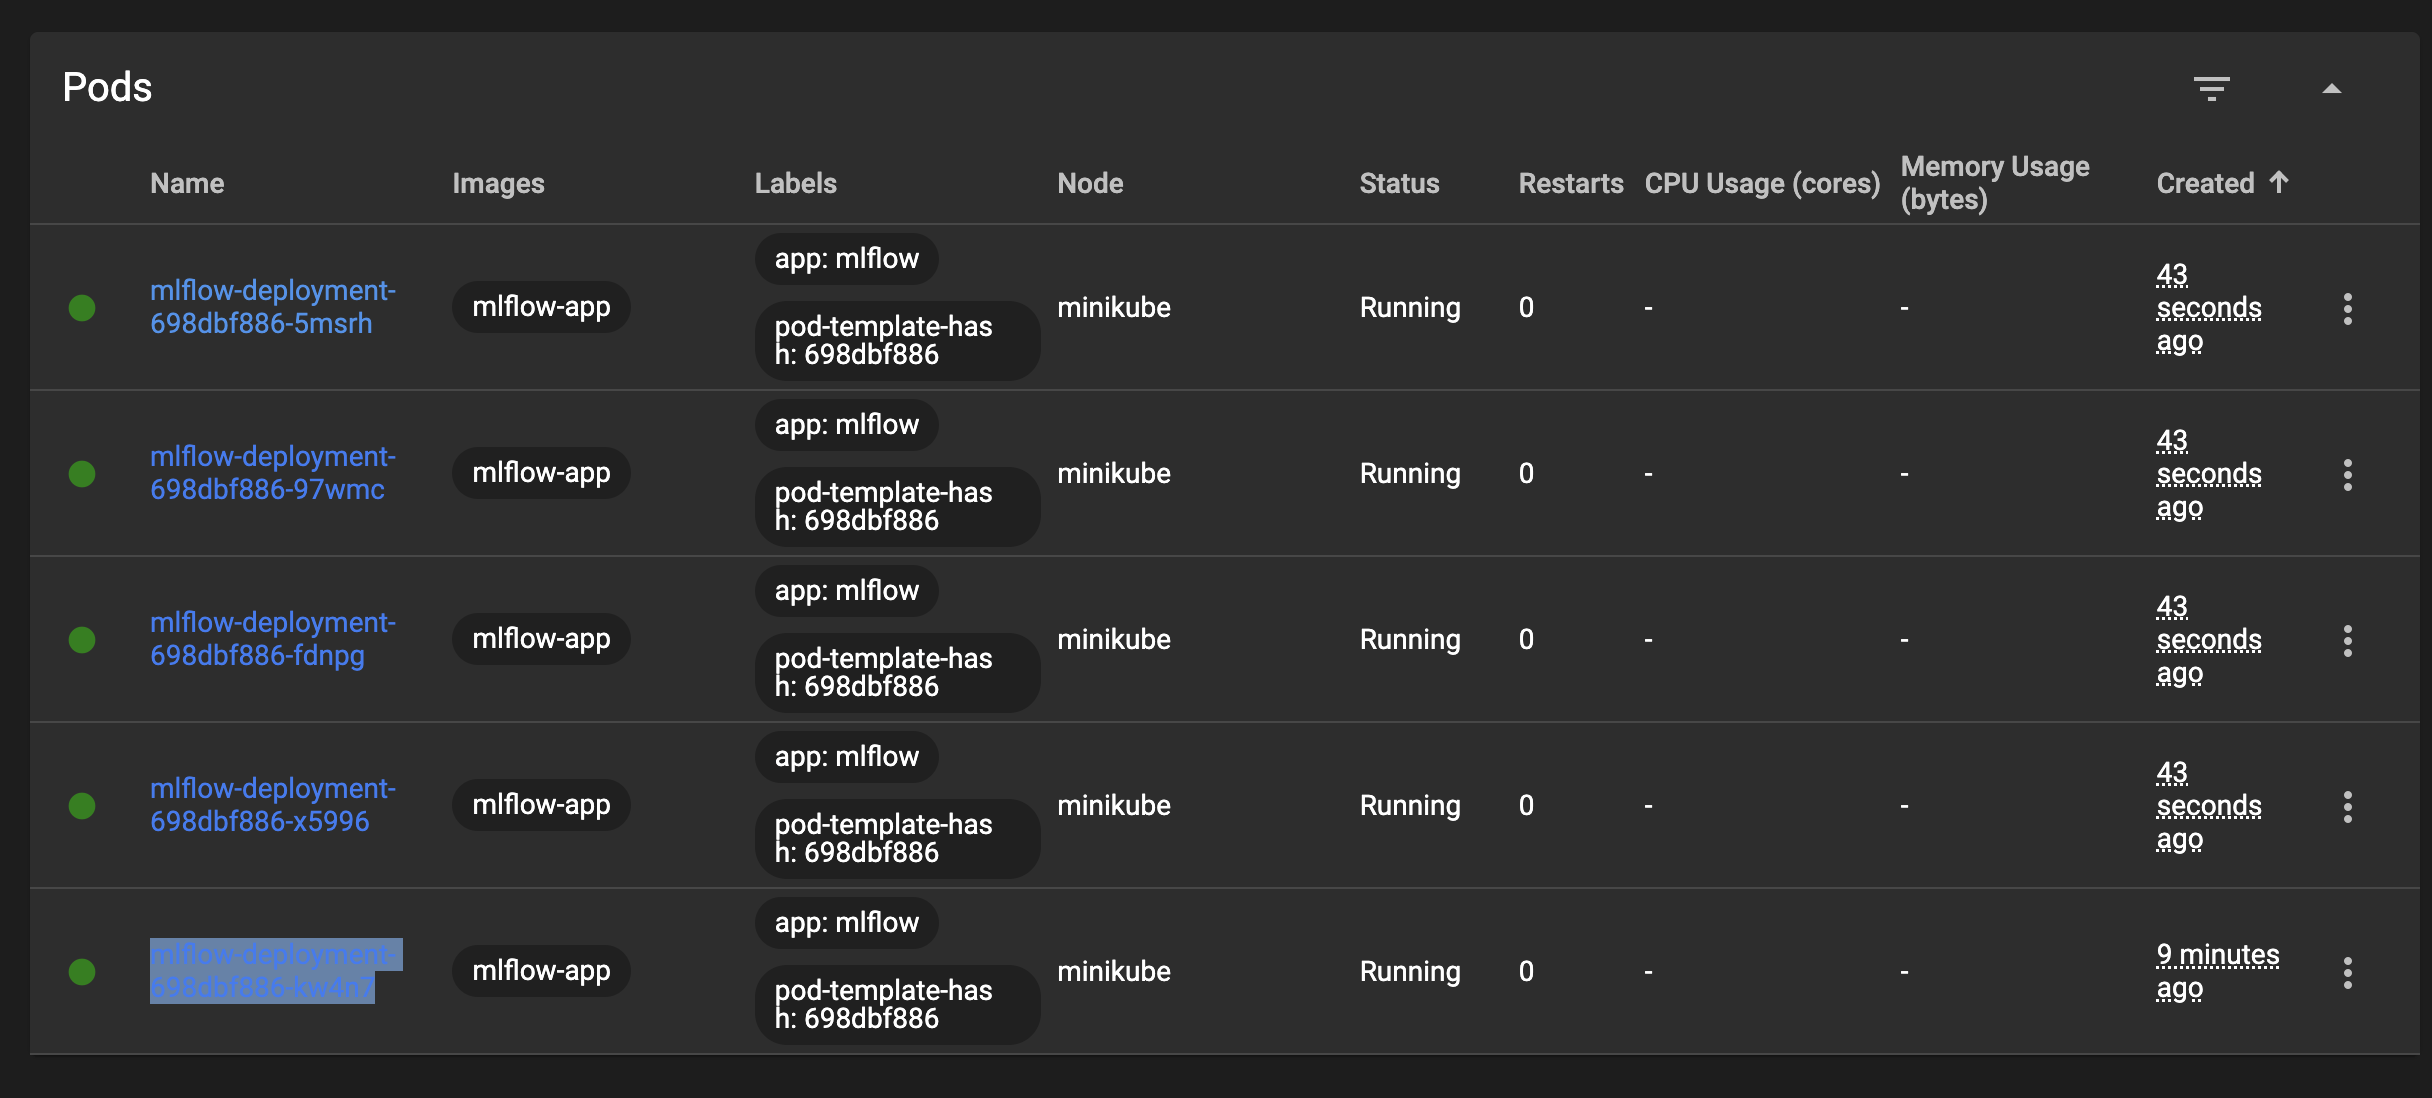 Pods
Name Images Labels Node Status Restarts CPU Usage (cores) Memory Usage (bytes) Created
mlflow-deployment-
698dbf886-5msrh
mlflow-app
app: mlflow
pod-template-has
h: 698dbf886
minikube
Running
0
-
-
43
seconds
ago
mlflow-deployment-
698dbf886-97wmc
mlflow-app
app: mlflow
pod-template-has
h: 698dbf886
minikube
Running
0
-
-
43
seconds
ago
mlflow-deployment-
698dbf886-fdnpg
mlflow-app
app: mlflow
pod-template-has
h: 698dbf886
minikube
Running
0
-
-
43
seconds
ago
mlflow-deployment-
698dbf886-x5996
mlflow-app
app: mlflow
pod-template-has
h: 698dbf886
minikube
Running
0
-
-
43
seconds
ago
mlflow-deployment-
698dbf886-kw4n7
mlflow-app
app: mlflow
pod-template-has
h: 698dbf886
minikube
Running
0
-
-
9 minutes
ago